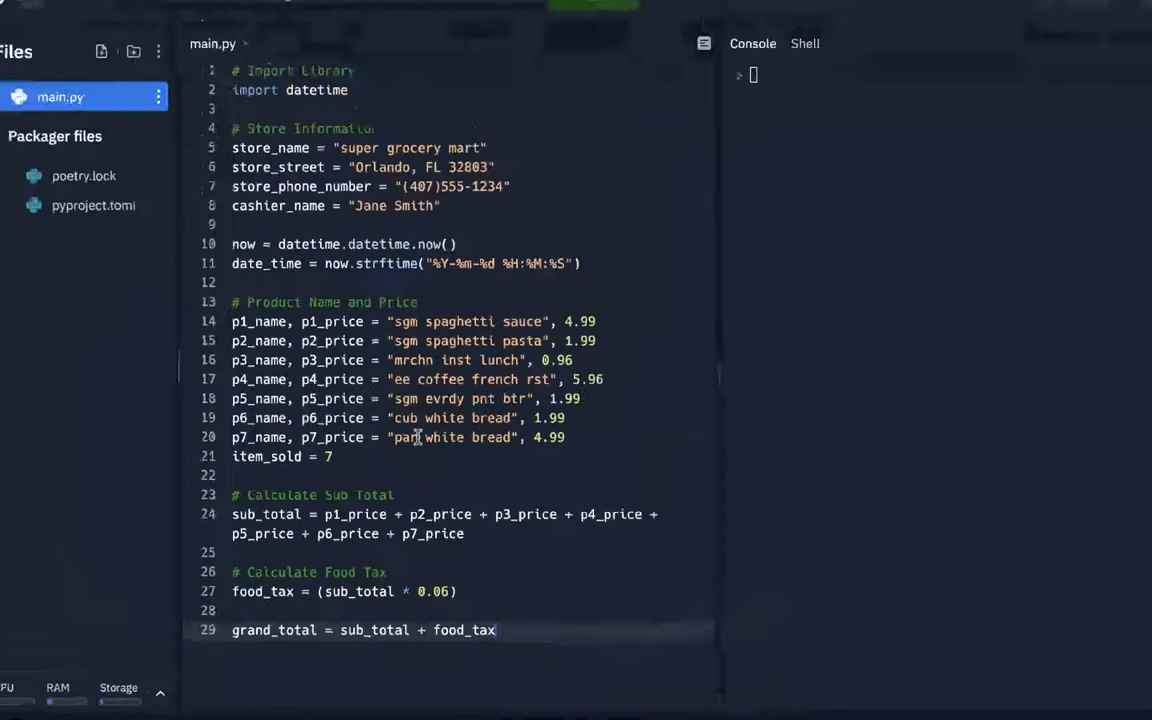 Files
main.py
Packager files
poetry.lock
pyproject.toml
PU
RAM
Storage
main.py
1 # Import Library
2 import datetime
3
4 # Store Information
5 store_name = "super grocery mart"
6 store_street = "Orlando, FL 32803"
7 store_phone_number = "(407)555-1234"
8 cashier_name = "Jane Smith"
9
10 now = datetime.datetime.now()
11 date_time = now.strftime("%Y-%m-%d %H:%M:%S")
12
13 # Product Name and Price
14 p1_name, p1_price = "sgm spaghetti sauce", 4.99
15 p2_name, p2_price = "sgm spaghetti pasta", 1.99
16 p3_name, p3_price = "mrchn inst lunch", 0.96
17 p4_name, p4_price = "ee coffee french rst", 5.96
18 p5_name, p5_price = "sgm evrdy pnt btr", 1.99
19 p6_name, p6_price = "cub white bread", 1.99
20 p7_name, p7_price = "pan white bread", 4.99
21 item_sold = 7
22
23 # Calculate Sub Total
24 sub_total = p1_price + p2_price + p3_price + p4_price +
p5_price + p6_price + p7_price
25
26 # Calculate Food Tax
27 food_tax = (sub_total * 0.06)
28
29 grand_total = sub_total + food_tax
Console Shell
>